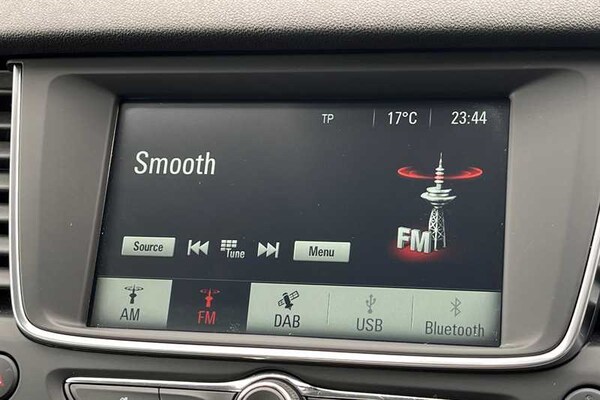 TP 17°C 23:44
Smooth
FM
Source Tune Menu
AM FM DAB USB Bluetooth